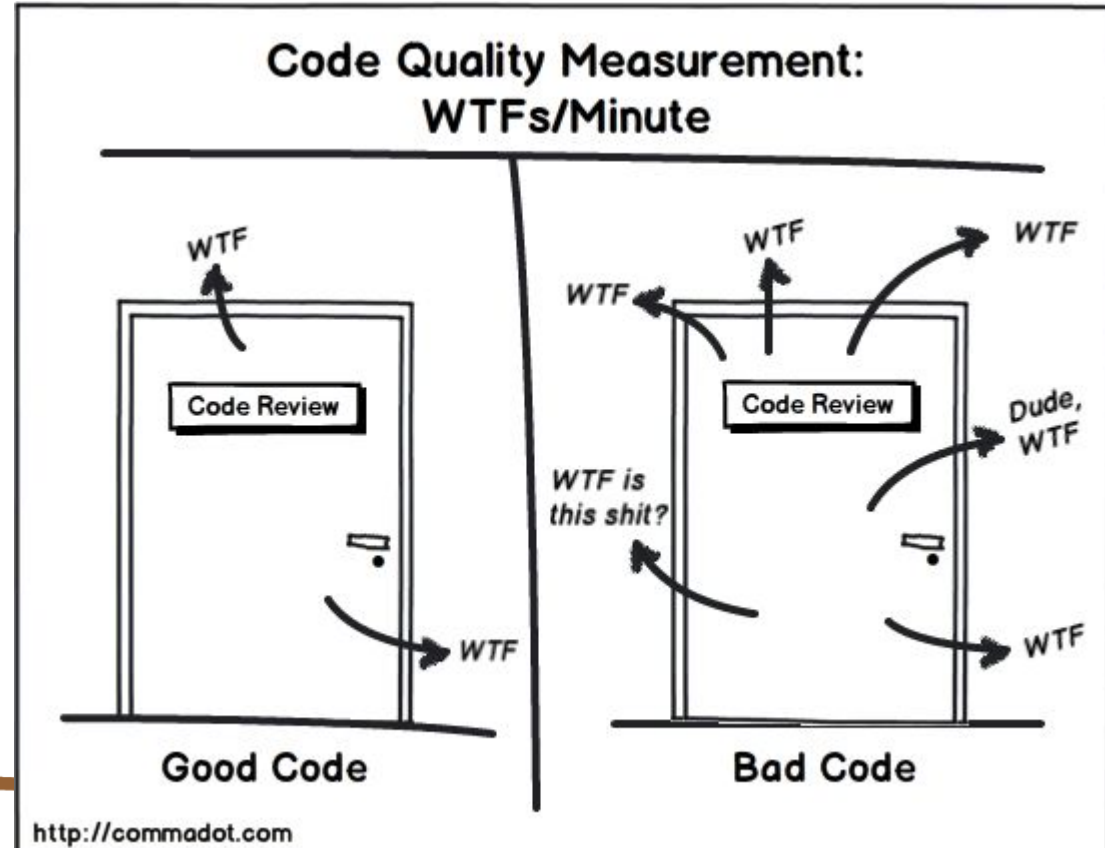 Code Quality Measurement:
WTFs/Minute
WTF
Code Review
WTF
Good Code
WTF
WTF
WTF
Code Review
Dude,
WTF
WTF is
this shit?
WTF
Bad Code
http://commadot.com